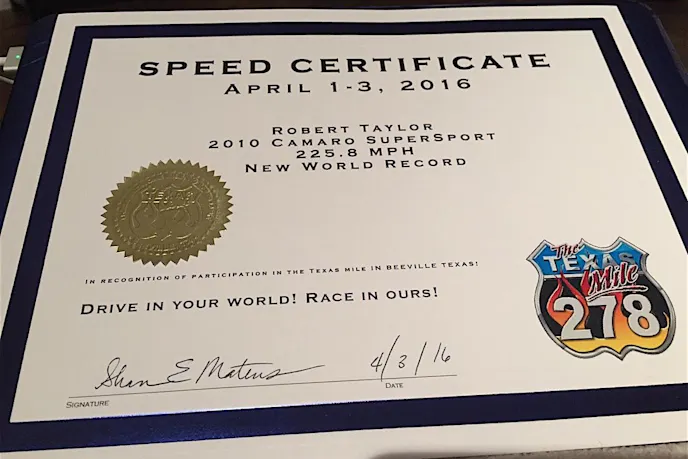 SPEED CERTIFICATE
APRIL 1-3, 2016
ROBERT TAYLOR
2010 CAMARO SUPERSPORT
225.8 MPH
NEW WORLD RECORD
IN RECOGNITION OF PARTICIPATION IN THE TEXAS MILE IN BEEVILLE TEXAS!
DRIVE IN YOUR WORLD! RACE IN OURS!
The
TEXAS
Mile
278
4/3/16
SIGNATURE
DATE